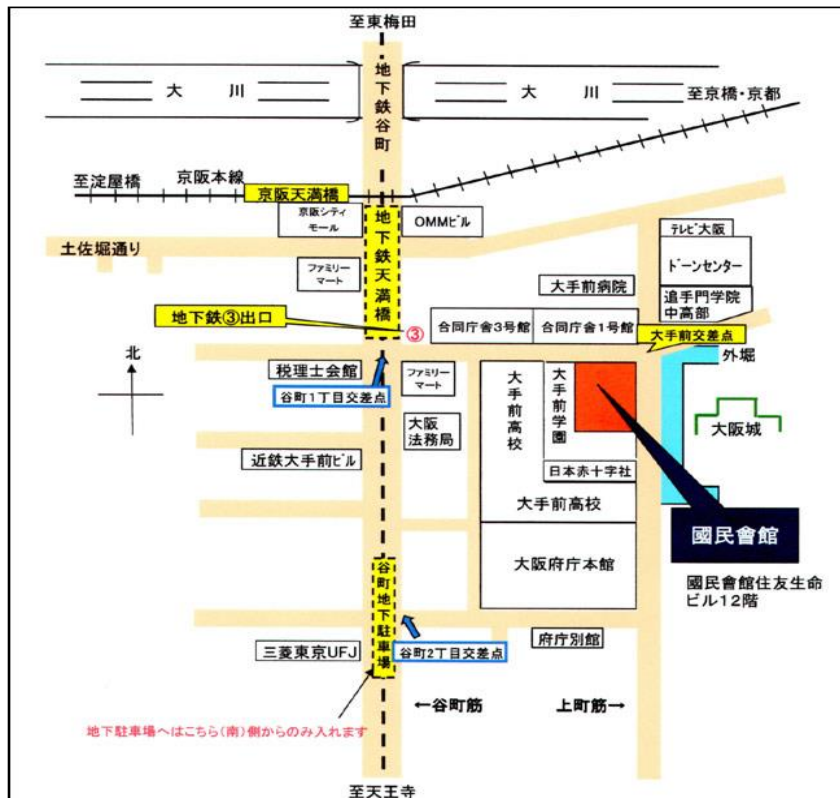 至東梅田
地下鉄谷町
大 川
大 川
至京橋・京都
至淀屋橋
京阪本線
京阪天満橋
京阪シティ
モール
地下鉄天満橋
OMMビル
テレビ大阪
土佐堀通り
ドーンセンター
ファミリー
マート
大手前病院
追手門学院
中高部
地下鉄③出口
③
合同庁舎3号館
合同庁舎1号館
大手前交差点
北
税理士会館
ファミリー
マート
大手前高校
大手前学園
外堀
谷町1丁目交差点
大阪
法務局
大阪城
近鉄大手前ビル
日本赤十字社
大手前高校
國民會館
大阪府庁本館
國民會館住友生命
ビル12階
谷町地下駐車場
三菱東京UFJ
谷町2丁目交差点
府庁別館
←谷町筋
上町筋→
地下駐車場へはこちら(南)側からのみ入れます
至天王寺